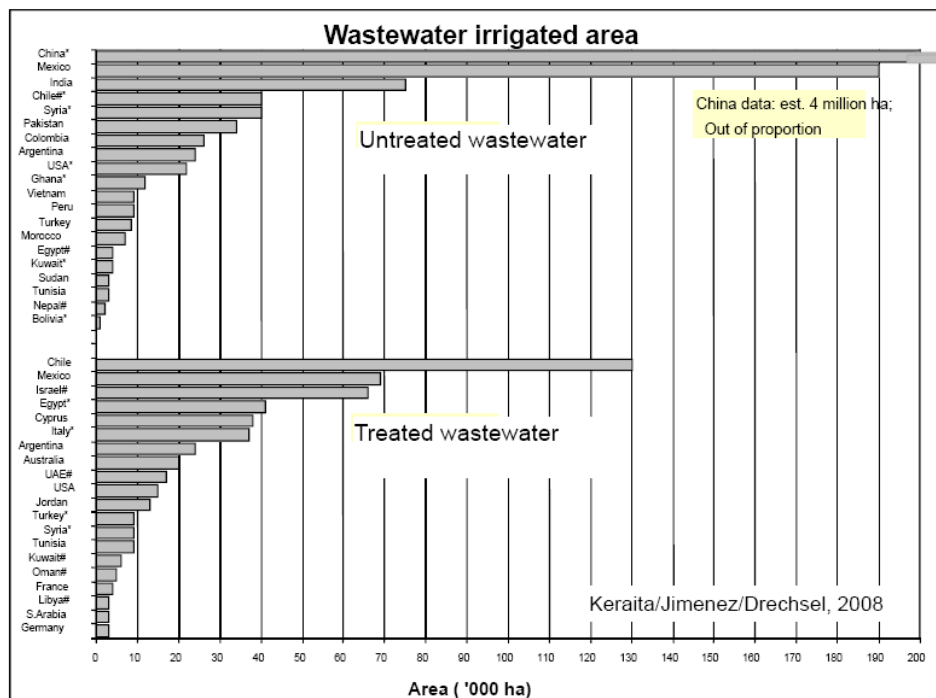 Wastewater irrigated area
China*
Mexico
India
Chile#*
Syria*
Pakistan
Colombia
Argentina
USA*
Ghana*
Vietnam
Peru
Turkey
Morocco
Egypt#
Kuwait*
Sudan
Tunisia
Nepal#
Bolivia*
China data: est. 4 million ha;
Out of proportion
Untreated wastewater
Chile
Mexico
Israel#
Egypt*
Cyprus
Italy*
Argentina
Australia
UAE#
USA
Jordan
Turkey*
Syria*
Tunisia
Kuwait#
Oman#
France
Libya#
S.Arabia
Germany
Treated wastewater
Keraita/Jimenez/Drechsel, 2008
0 10 20 30 40 50 60 70 80 90 100 110 120 130 140 150 160 170 180 190 200
Area ( '000 ha)